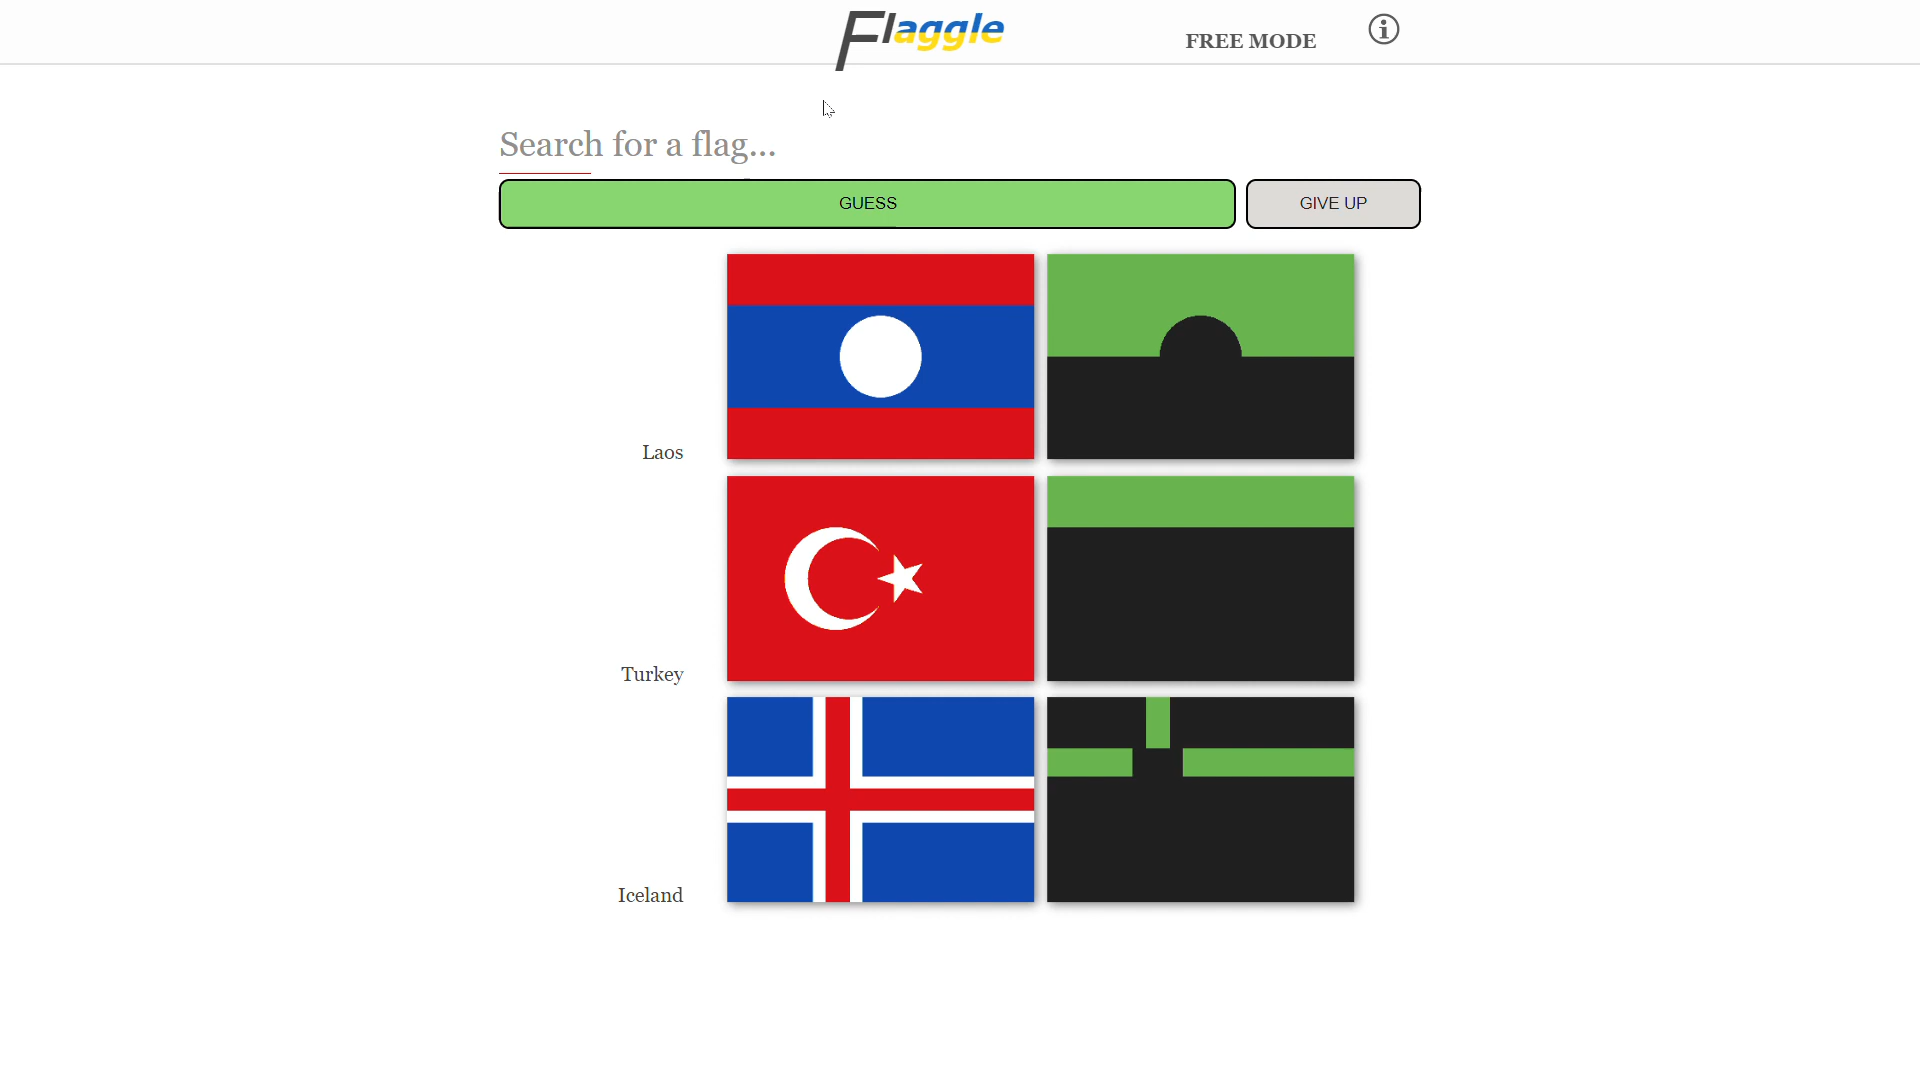 Flaggle
FREE MODE
Search for a flag...
GUESS
GIVE UP
Laos
Turkey
Iceland